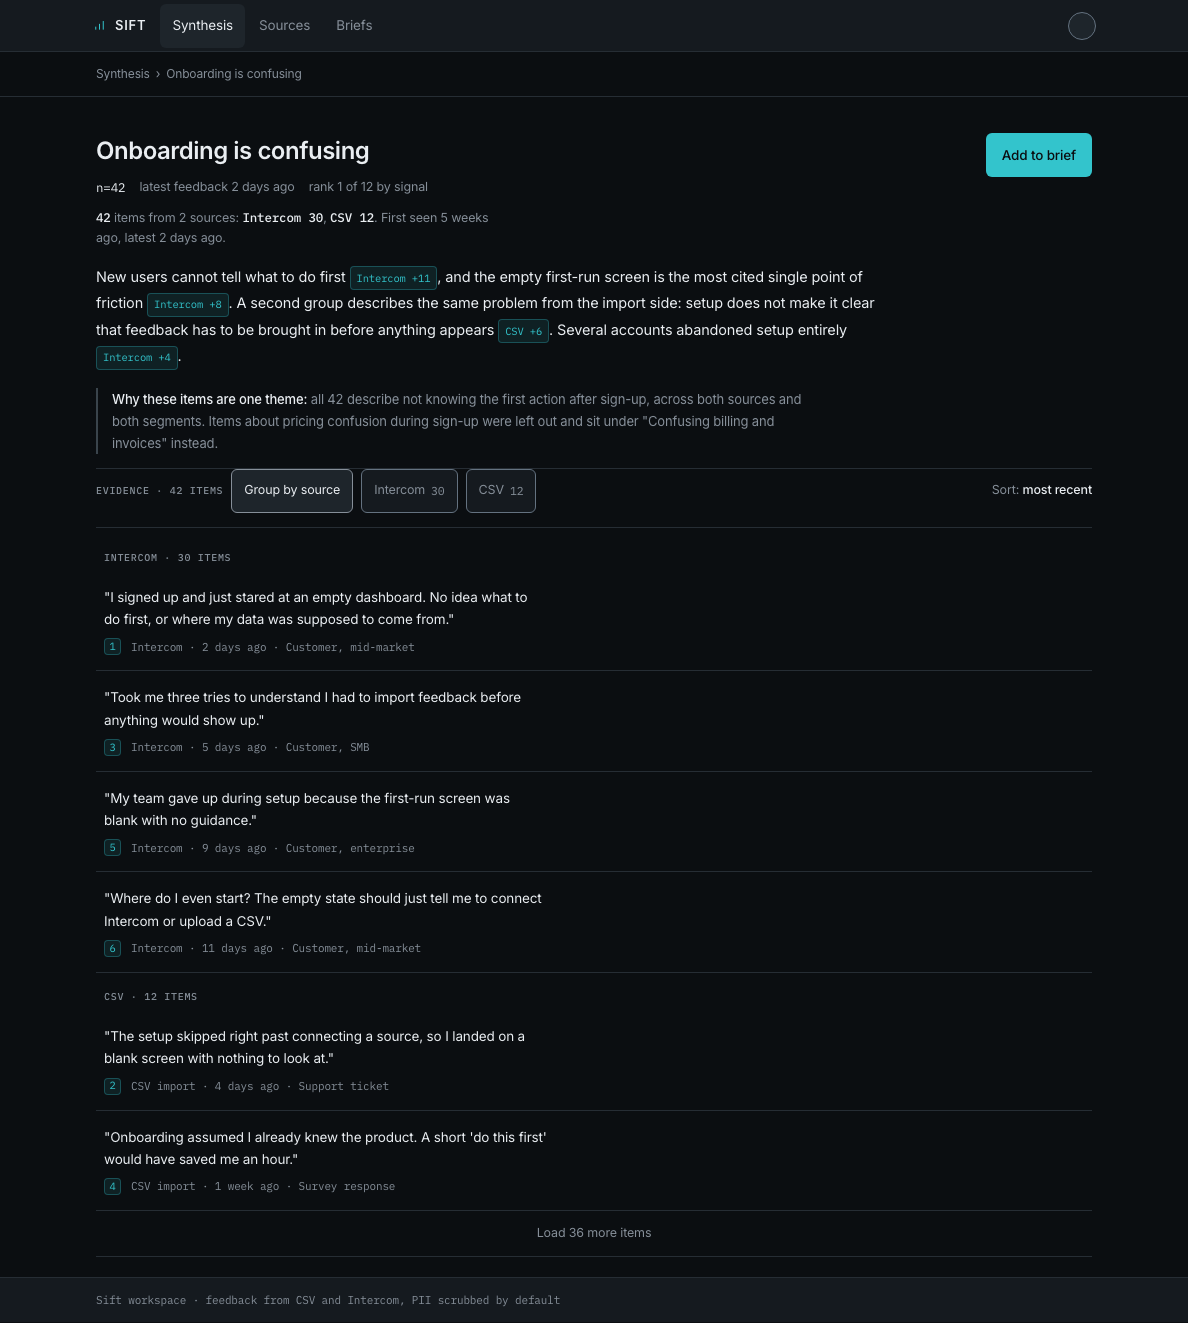 SIFT Synthesis Sources Briefs
Synthesis › Onboarding is confusing
Onboarding is confusing
Add to brief
n=42 latest feedback 2 days ago rank 1 of 12 by signal
42 items from 2 sources: Intercom 30, CSV 12. First seen 5 weeks
ago, latest 2 days ago.
New users cannot tell what to do first Intercom +11, and the empty first-run screen is the most cited single point of
friction Intercom +8. A second group describes the same problem from the import side: setup does not make it clear
that feedback has to be brought in before anything appears CSV +6. Several accounts abandoned setup entirely
Intercom +4.
Why these items are one theme: all 42 describe not knowing the first action after sign-up, across both sources and
both segments. Items about pricing confusion during sign-up were left out and sit under "Confusing billing and
invoices" instead.
EVIDENCE · 42 ITEMS Group by source Intercom 30 CSV 12 Sort: most recent
INTERCOM · 30 ITEMS
"I signed up and just stared at an empty dashboard. No idea what to
do first, or where my data was supposed to come from."
1 Intercom · 2 days ago · Customer, mid-market
"Took me three tries to understand I had to import feedback before
anything would show up."
3 Intercom · 5 days ago · Customer, SMB
"My team gave up during setup because the first-run screen was
blank with no guidance."
5 Intercom · 9 days ago · Customer, enterprise
"Where do I even start? The empty state should just tell me to connect
Intercom or upload a CSV."
6 Intercom · 11 days ago · Customer, mid-market
CSV · 12 ITEMS
"The setup skipped right past connecting a source, so I landed on a
blank screen with nothing to look at."
2 CSV import · 4 days ago · Support ticket
"Onboarding assumed I already knew the product. A short 'do this first'
would have saved me an hour."
4 CSV import · 1 week ago · Survey response
Load 36 more items
Sift workspace · feedback from CSV and Intercom, PII scrubbed by default